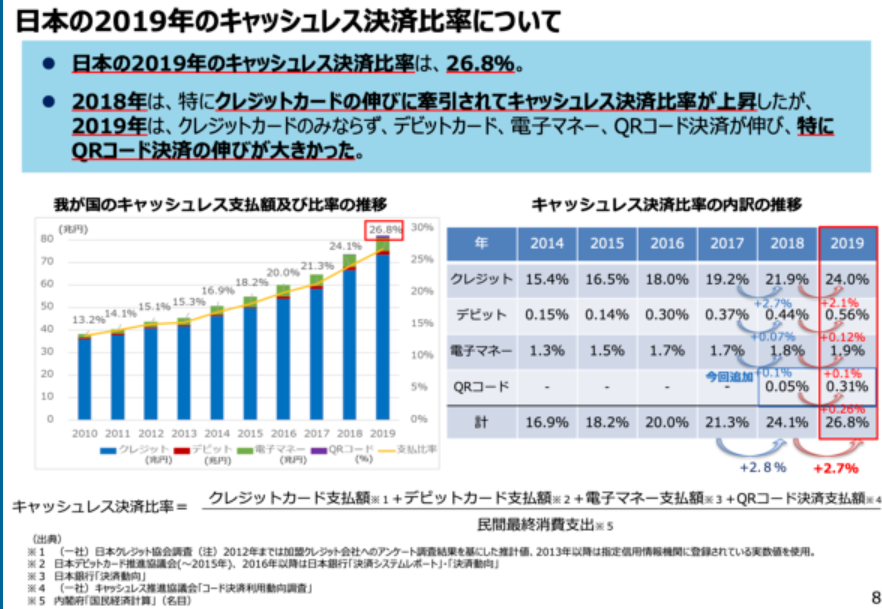 日本の2019年のキャッシュレス決済比率について
● 日本の2019年のキャッシュレス決済比率は、26.8%。
● 2018年は、特にクレジットカードの伸びに牽引されてキャッシュレス決済比率が上昇したが、
2019年は、クレジットカードのみならず、デビットカード、電子マネー、QRコード決済が伸び、特に
QRコード決済の伸びが大きかった。
我が国のキャッシュレス支払額及び比率の推移
(兆円)
80
70
60
50
40
30
20
10
0
30%
25%
20%
15%
10%
5%
0%
13.2% 14.1% 15.1% 15.3% 16.9% 18.2% 20.0% 21.3% 24.1% 26.8%
2010 2011 2012 2013 2014 2015 2016 2017 2018 2019
クレジット デビット 電子マネー QRコード 支払比率
(兆円) (兆円) (兆円) (%)
キャッシュレス決済比率の内訳の推移
年 2014 2015 2016 2017 2018 2019
クレジット 15.4% 16.5% 18.0% 19.2% 21.9% 24.0%
+2.7% +2.1%
デビット 0.15% 0.14% 0.30% 0.37% 0.44% 0.56%
+0.07% +0.12%
電子マネー 1.3% 1.5% 1.7% 1.7% 1.8% 1.9%
今回追加 +0.1% +0.1%
QRコード - - - - 0.05% 0.31%
+0.26%
計 16.9% 18.2% 20.0% 21.3% 24.1% 26.8%
+2.8% +2.7%
キャッシュレス決済比率＝
クレジットカード支払額※1＋デビットカード支払額※2＋電子マネー支払額※3＋QRコード決済支払額※4
民間最終消費支出※5
（出典）
※1 （一社）日本クレジット協会調査（注）2012年までは加盟クレジット会社へのアンケート調査結果を基にした推計値、2013年以降は指定信用情報機関に登録されている実数値を使用。
※2 日本デビットカード推進協議会(～2015年）、2016年以降は日本銀行「決済システムレポート」・「決済動向」
※3 日本銀行「決済動向」
※4 （一社）キャッシュレス推進協議会「コード決済利用動向調査」
※5 内閣府「国民経済計算」（名目）
8